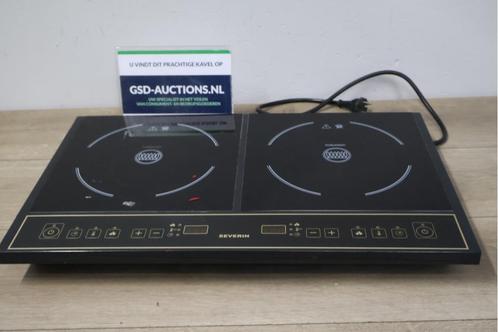 U VINDT DIT PRACHTIGE KAVEL OP
GSD-AUCTIONS.NL
UW SPECIALIST IN HET VEILEN
VAN CONSUMENT- EN BEDRIJFSGOEDEREN
SEVERIN